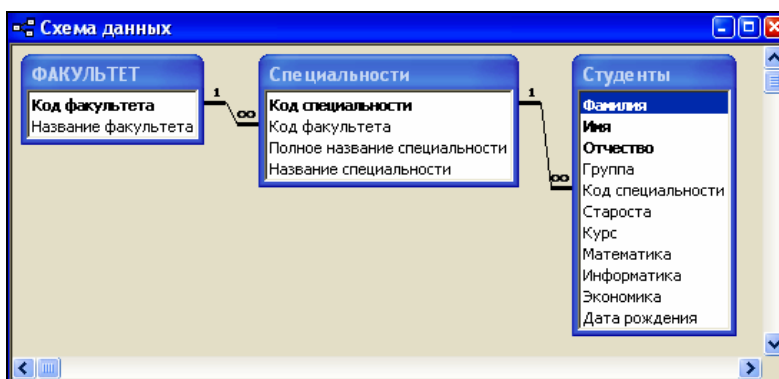 Схема данных
ФАКУЛЬТЕТ
Код факультета
Название факультета
1
∞
Специальности
Код специальности
Код факультета
Полное название специальности
Название специальности
1
∞
Студенты
Фамилия
Имя
Отчество
Группа
Код специальности
Староста
Курс
Математика
Информатика
Экономика
Дата рождения